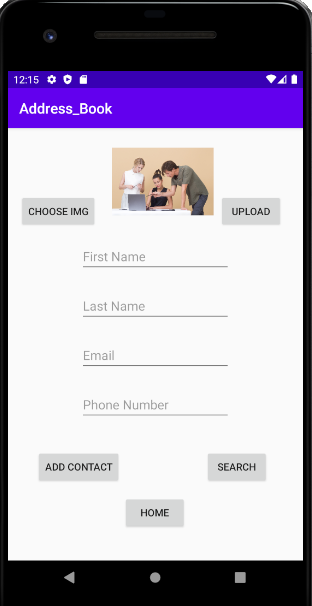 12:15
Address_Book
CHOOSE IMG
UPLOAD
First Name
Last Name
Email
Phone Number
ADD CONTACT
SEARCH
HOME